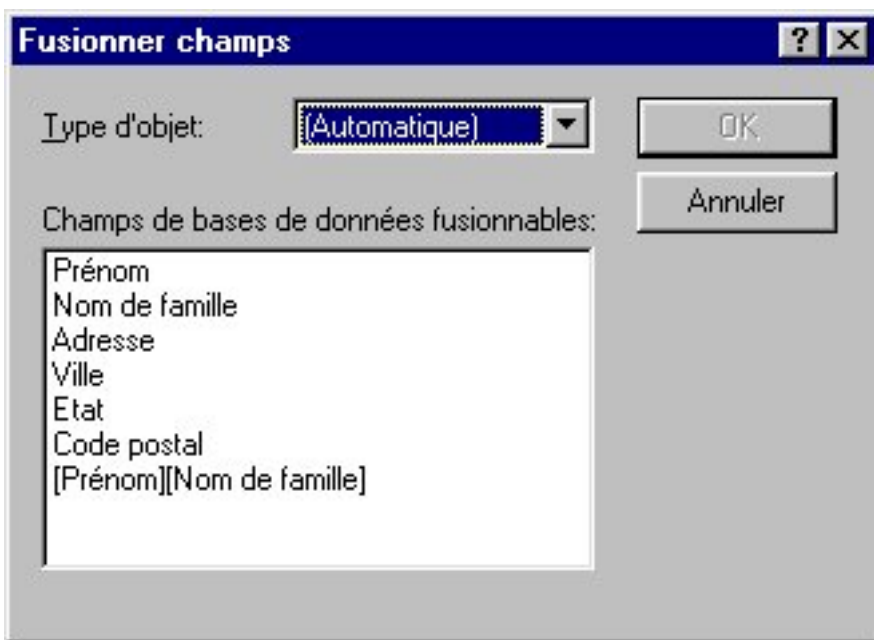 Fusionner champs
Type d'objet:
(Automatique)
OK
Annuler
Champs de bases de données fusionnables:
Prénom
Nom de famille
Adresse
Ville
Etat
Code postal
[Prénom][Nom de famille]